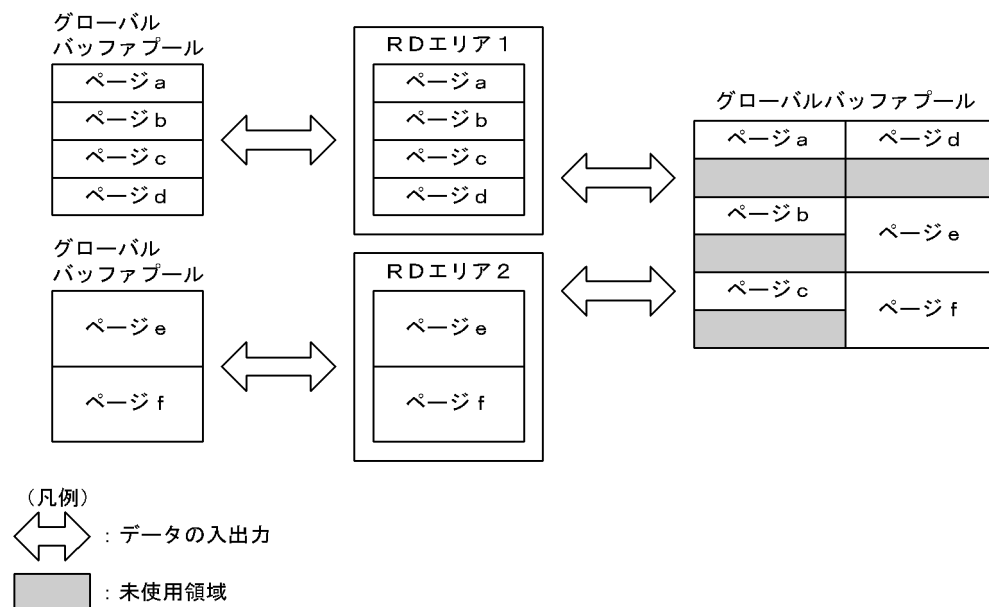 グローバル
バッファプール
ページa
ページb
ページc
ページd
RDエリア1
ページa
ページb
ページc
ページd
グローバル
バッファプール
ページe
ページf
RDエリア2
ページe
ページf
グローバルバッファプール
ページa
ページd
ページb
ページe
ページc
ページf
(凡例)
:データの入出力
:未使用領域